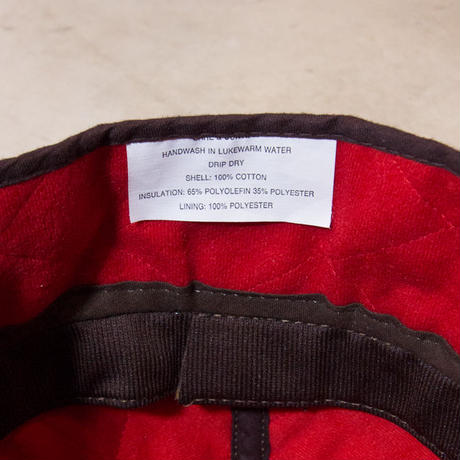 HANDWASH IN LUKEWARM WATER
DRIP DRY
SHELL: 100% COTTON
INSULATION: 65% POLYOLEFIN 35% POLYESTER
LINING: 100% POLYESTER